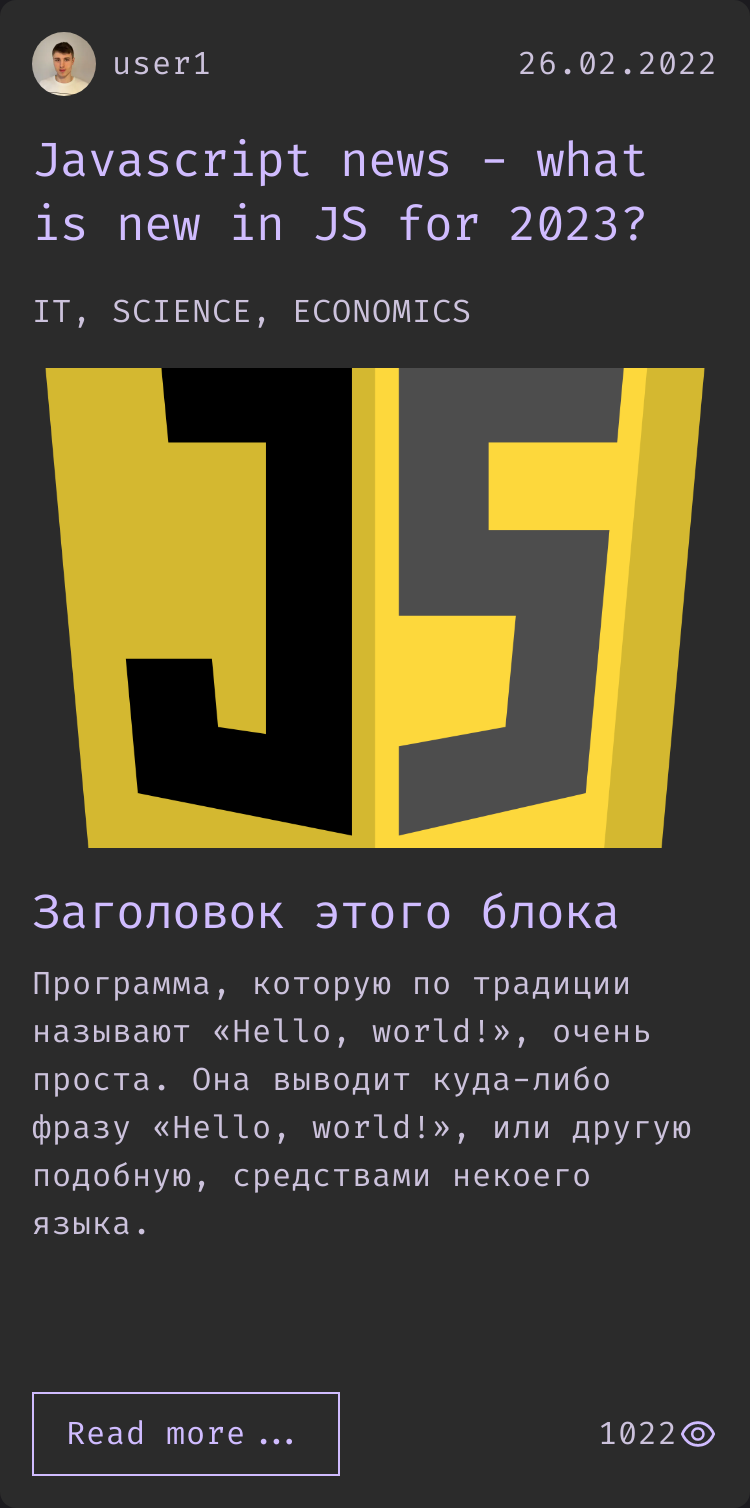 user1 26.02.2022
Javascript news - what
is new in JS for 2023?
IT, SCIENCE, ECONOMICS
JS
Заголовок этого блока
Программа, которую по традиции
называют «Hello, world!», очень
проста. Она выводит куда-либо
фразу «Hello, world!», или другую
подобную, средствами некоего
языка.
Read more... 1022